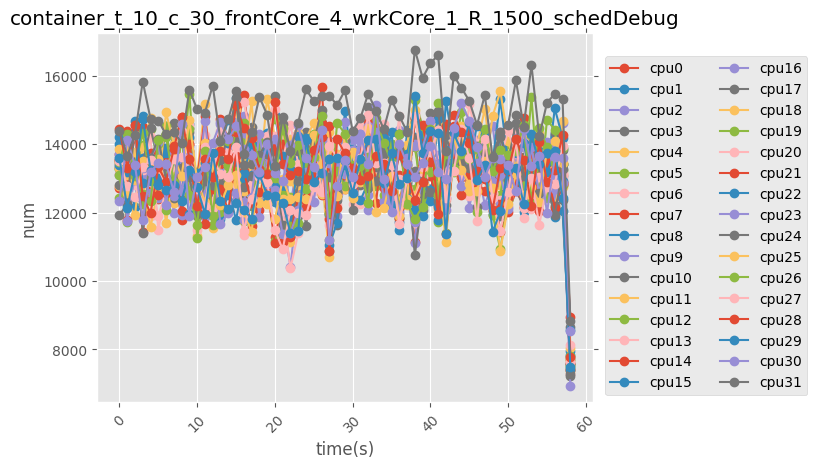 container_t_10_c_30_frontCore_4_wrkCore_1_R_1500_schedDebug
16000
14000
12000
10000
8000
num
0
10
20
30
40
50
60
time(s)
cpu0
cpu1
cpu2
cpu3
cpu4
cpu5
cpu6
cpu7
cpu8
cpu9
cpu10
cpu11
cpu12
cpu13
cpu14
cpu15
cpu16
cpu17
cpu18
cpu19
cpu20
cpu21
cpu22
cpu23
cpu24
cpu25
cpu26
cpu27
cpu28
cpu29
cpu30
cpu31